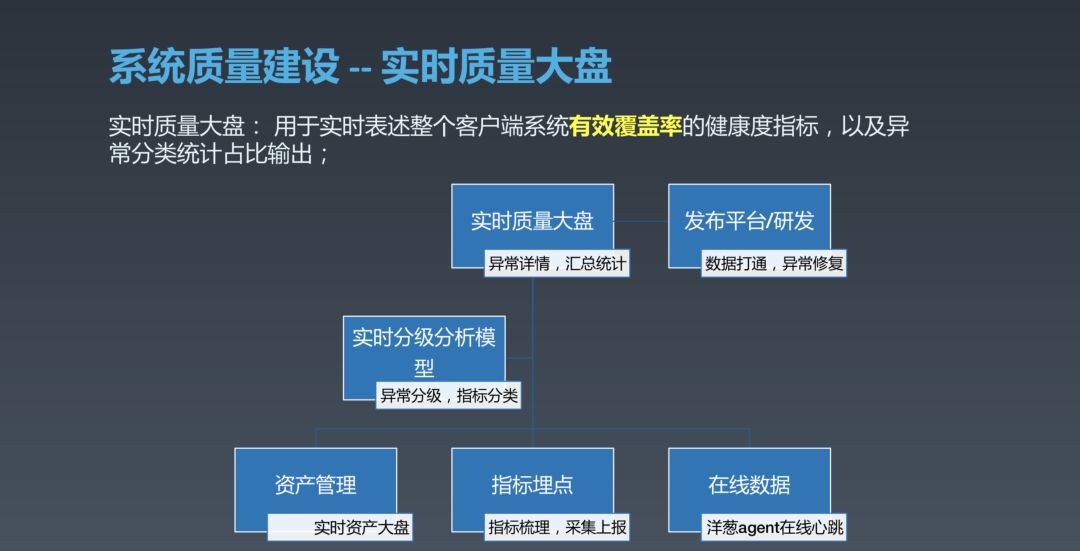 系统质量建设 -- 实时质量大盘
实时质量大盘： 用于实时表述整个客户端系统有效覆盖率的健康度指标，以及异
常分类统计占比输出；
实时质量大盘
异常详情，汇总统计
发布平台/研发
数据打通，异常修复
实时分级分析模
型
异常分级，指标分类
资产管理
实时资产大盘
指标埋点
指标梳理，采集上报
在线数据
洋葱agent在线心跳